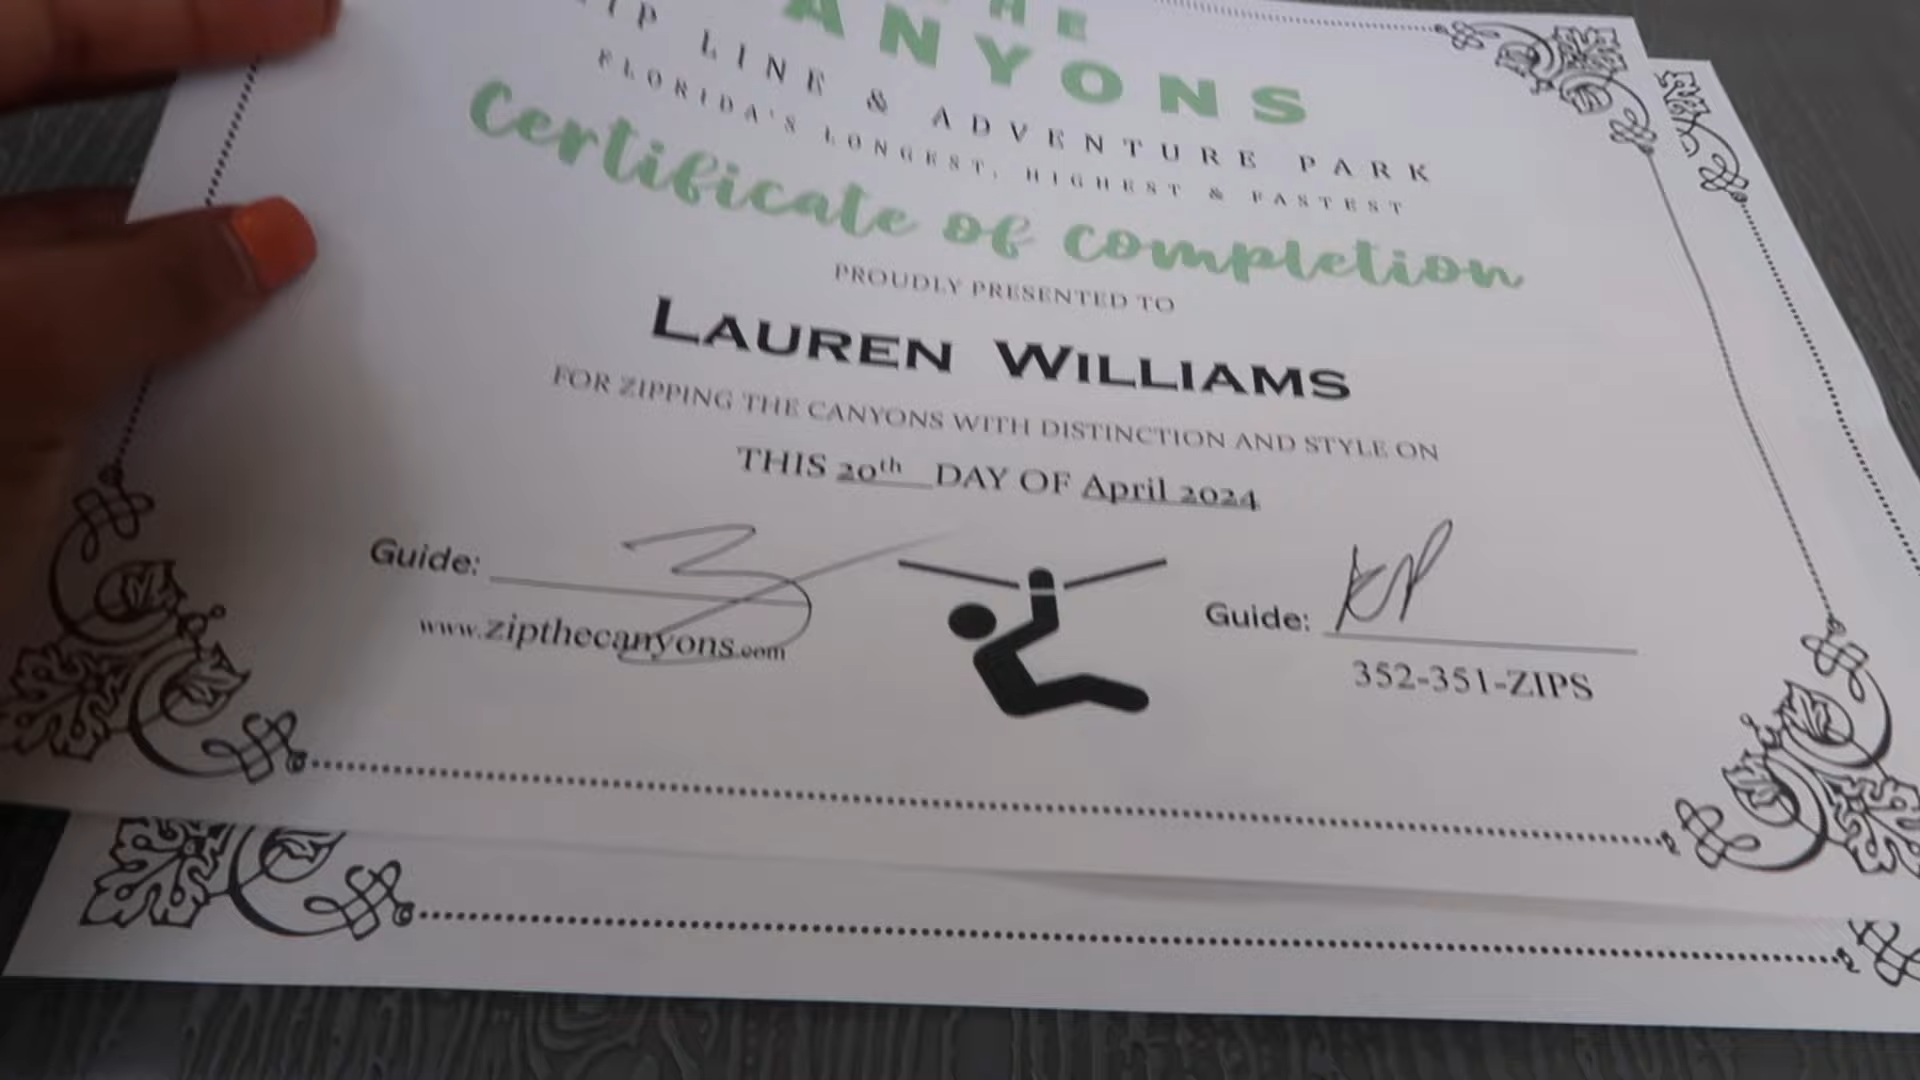 HE
ANYONS
IP LINE & ADVENTURE PARK
FLORIDA'S LONGEST, HIGHEST & FASTEST
Certificate of completion
PROUDLY PRESENTED TO
LAUREN WILLIAMS
FOR ZIPPING THE CANYONS WITH DISTINCTION AND STYLE ON
THIS 20th DAY OF April 2024
Guide:
Guide:
www.zipthecanyons.com
352-351-ZIPS